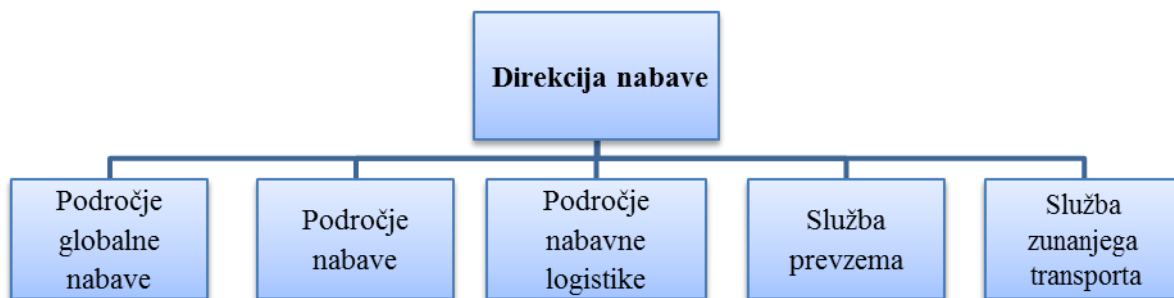 Direkcija nabave
Področje
globalne
nabave
Področje
nabave
Področje
nabavne
logistike
Služba
prevzema
Služba
zunanjega
transporta